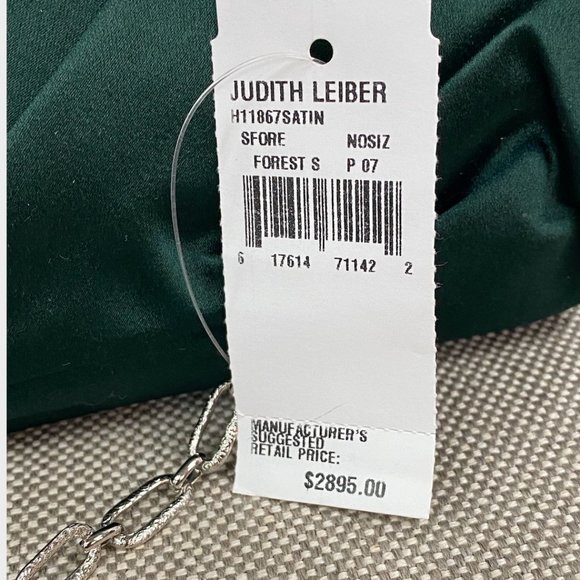 JUDITH LEIBER
H11867SATIN
SFORE NOSIZ
FOREST S P 07
6 17614 71142 2
MANUFACTURER'S
SUGGESTED
RETAIL PRICE:
$2895.00